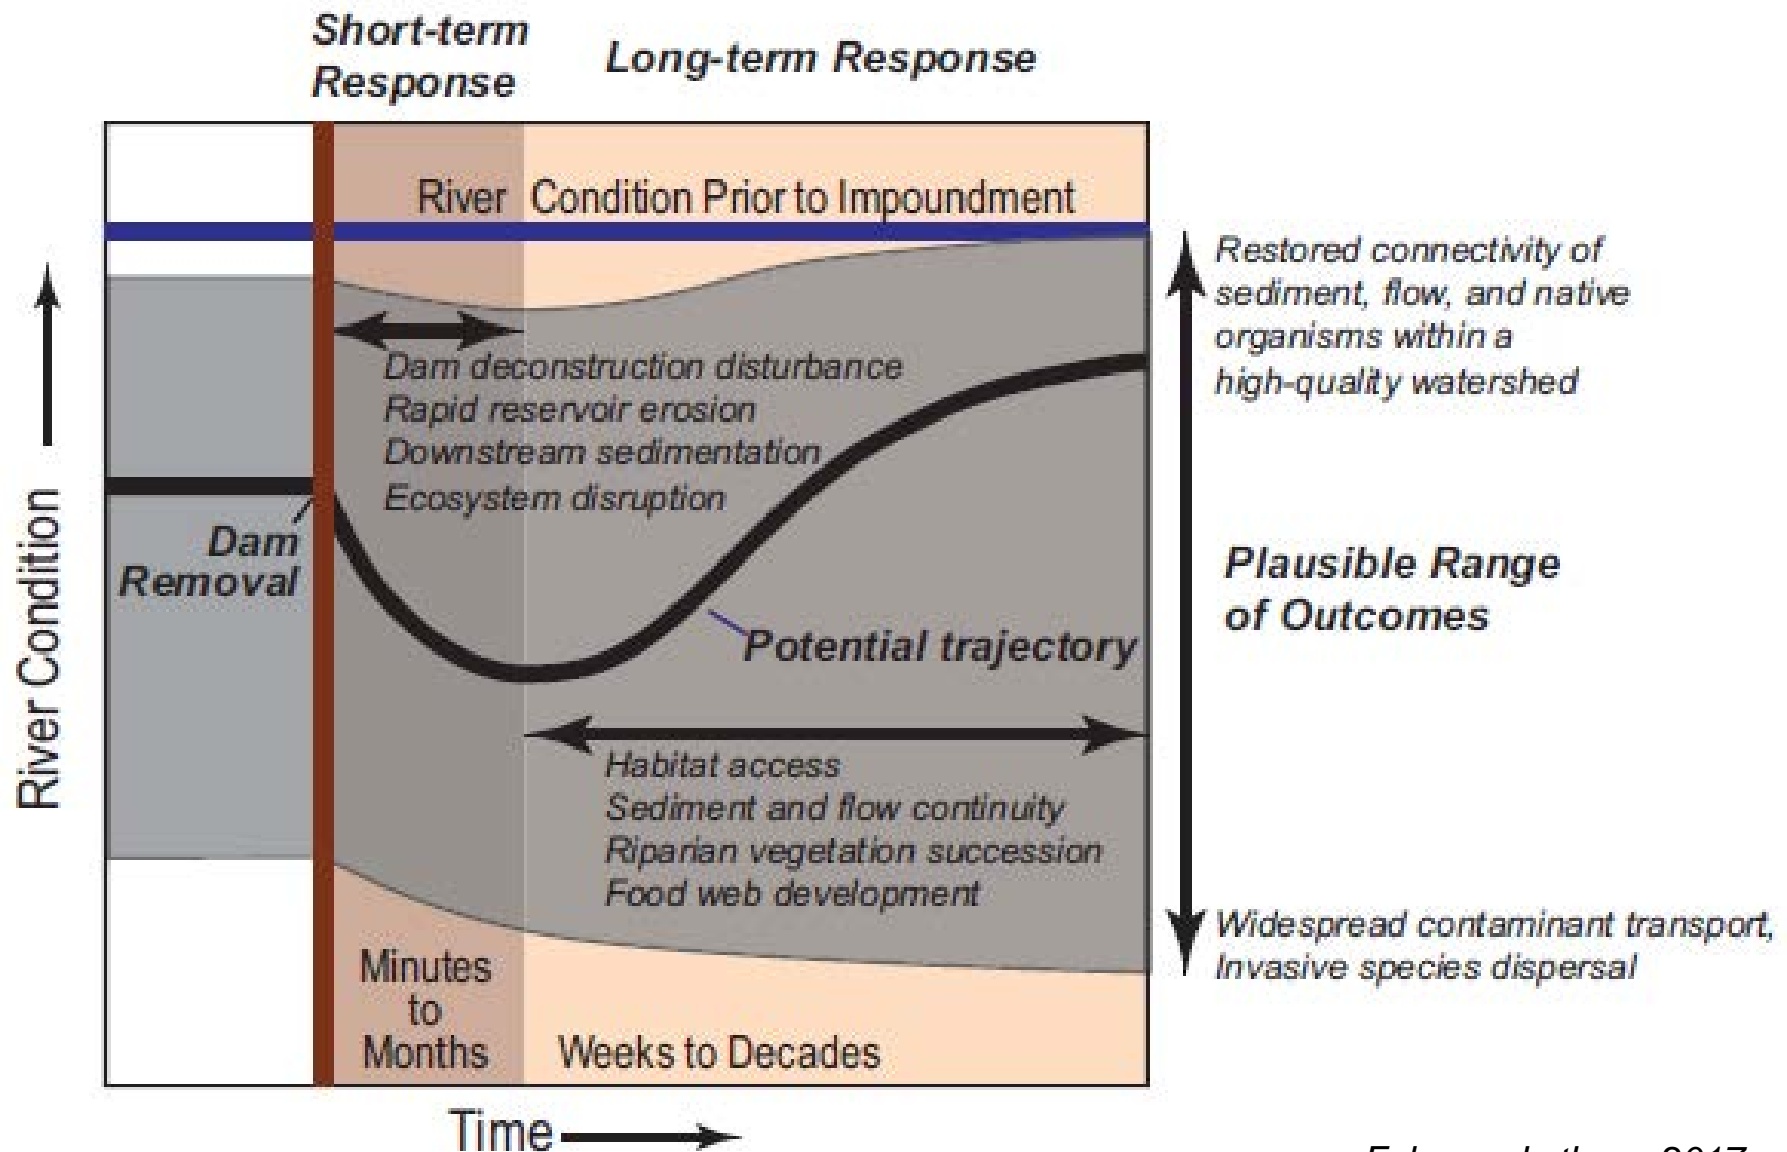 Short-term
Response
Long-term Response
River Condition Prior to Impoundment
Restored connectivity of
sediment, flow, and native
organisms within a
high-quality watershed
Dam deconstruction disturbance
Rapid reservoir erosion
Downstream sedimentation
Ecosystem disruption
Dam
Removal
River Condition
Plausible Range
of Outcomes
Potential trajectory
Habitat access
Sediment and flow continuity
Riparian vegetation succession
Food web development
Widespread contaminant transport,
Invasive species dispersal
Minutes
to
Months
Weeks to Decades
Time
2017